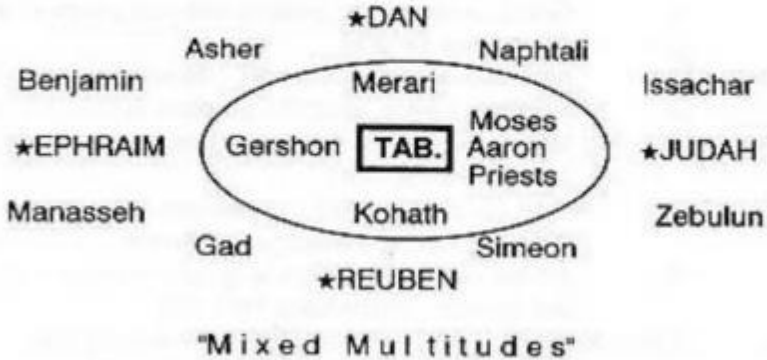 ★DAN
Asher Naphtali
Benjamin Merari Issachar
Moses
★EPHRAIM Gershon TAB. Aaron ★JUDAH
Priests
Manasseh Kohath Zebulun
Gad Simeon
★REUBEN
"Mixed Multitudes"